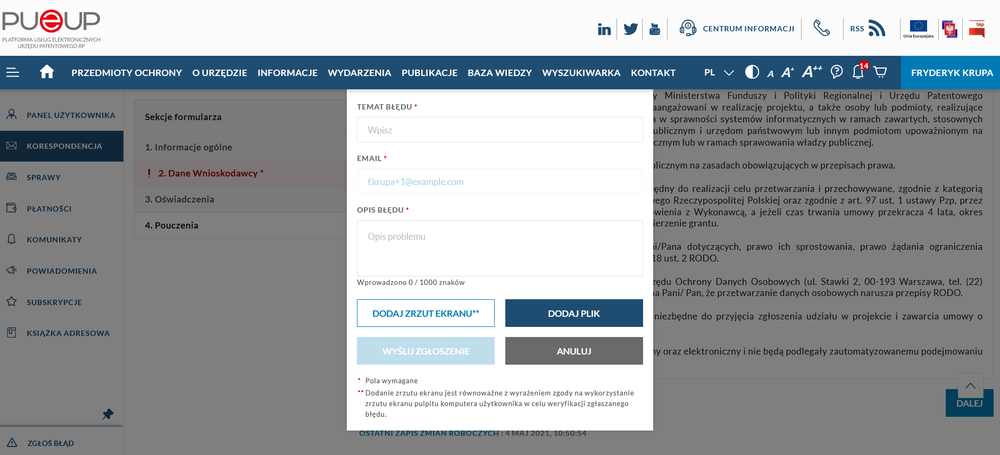 PUeUP
PLATFORMA USŁUG ELEKTRONICZNYCH
URZĘDU PATENTOWEGO RP
in
You
Tube
CENTRUM INFORMACJI
RSS
Unia Europejska
bip
PRZEDMIOTY OCHRONY O URZĘDZIE INFORMACJE WYDARZENIA PUBLIKACJE BAZA WIEDZY WYSZUKIWARKA KONTAKT
PL
A A+ A++
14
FRYDERYK KRUPA
PANEL UŻYTKOWNIKA
KORESPONDENCJA
SPRAWY
PŁATNOŚCI
KOMUNIKATY
POWIADOMIENIA
SUBSKRYPCJE
KSIĄŻKA ADRESOWA
ZGŁOŚ BŁĄD
Sekcje formularza
1. Informacje ogólne
! 2. Dane Wnioskodawcy *
3. Oświadczenia
4. Pouczenia
TEMAT BŁĘDU *
Wpisz
EMAIL *
f.krupa+1@example.com
OPIS BŁĘDU *
Opis problemu
Wprowadzono 0 / 1000 znaków
DODAJ ZRZUT EKRANU**
DODAJ PLIK
WYŚLIJ ZGŁOSZENIE
ANULUJ
* Pola wymagane
** Dodanie zrzutu ekranu jest równoważne z wyrażeniem zgody na wykorzystanie
zrzutu ekranu pulpitu komputera użytkownika w celu weryfikacji zgłaszanego
błędu.
y Ministerstwa Funduszy i Polityki Regionalnej i Urzędu Patentowego
aangażowani w realizację projektu, a także osoby lub podmioty, realizujące
a w sprawności systemów informatycznych w ramach zawartych, stosownych
ublicznym i urzędom państwowym lub innym podmiotom upoważnionym na
cznym lub w ramach sprawowania władzy publicznej.
blicznym na zasadach obowiązujących w przepisach prawa.
będny do realizacji celu przetwarzania i przechowywane, zgodnie z kategorią
wego Rzeczypospolitej Polskiej oraz zgodnie z art. 97 ust. 1 ustawy Pzp, przez
ówienia z Wykonawcą, a jeżeli czas trwania umowy przekracza 4 lata, okres
ierzenie grantu.
ni/Pana dotyczących, prawo ich sprostowania, prawo żądania ograniczenia
18 ust. 2 RODO.
zędu Ochrony Danych Osobowych (ul. Stawki 2, 00-193 Warszawa, tel. (22)
na Pani/ Pan, że przetwarzanie danych osobowych narusza przepisy RODO.
niezbędne do przyjęcia zgłoszenia udziału w projekcie i zawarcia umowy o
ny oraz elektroniczny i nie będą podlegały zautomatyzowanemu podejmowaniu
DALEJ
OSTATNI ZAPIS ZMIAN ROBOCZYCH : 4 MAJ 2021, 10:50:54